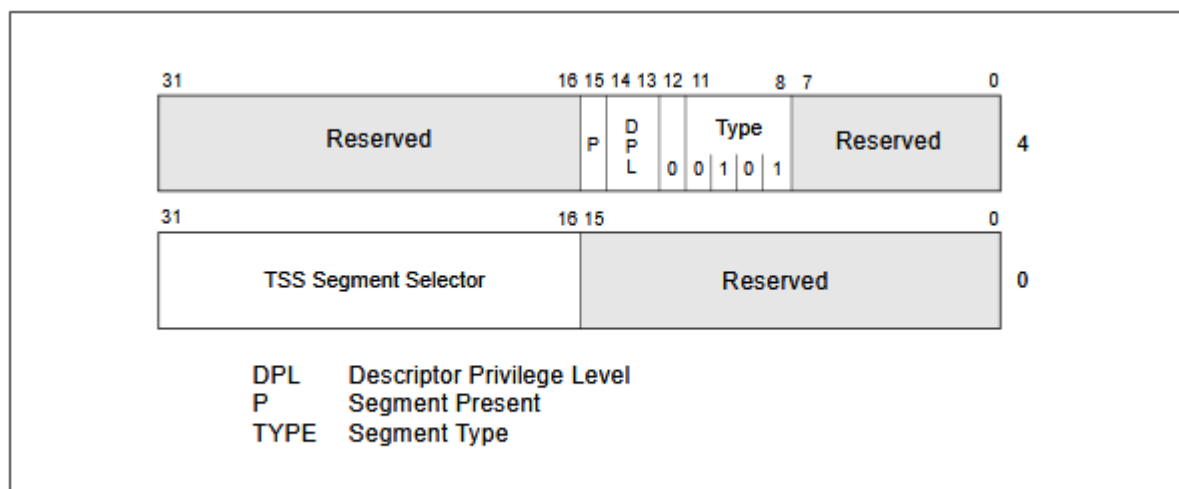 31 16 15 14 13 12 11 8 7 0
Reserved P DPL 0 Type 0 1 0 1 Reserved 4
31 16 15 0
TSS Segment Selector Reserved 0
DPL Descriptor Privilege Level
P Segment Present
TYPE Segment Type